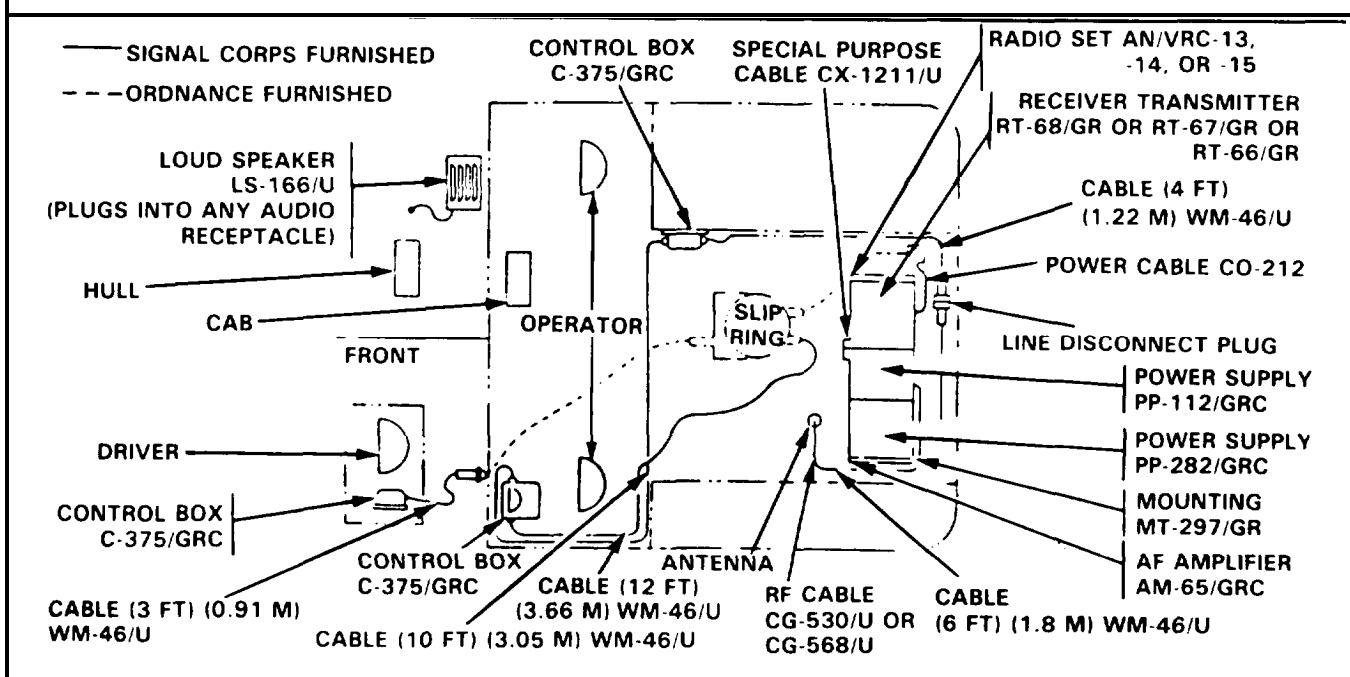 SIGNAL CORPS FURNISHED
ORDNANCE FURNISHED
CONTROL BOX
C-375/GRC
SPECIAL PURPOSE
CABLE CX-1211/U
RADIO SET AN/VRC-13,
-14, OR -15
RECEIVER TRANSMITTER
RT-68/GR OR RT-67/GR OR
RT-66/GR
LOUD SPEAKER
LS-166/U
(PLUGS INTO ANY AUDIO
RECEPTACLE)
CABLE (4 FT)
(1.22 M) WM-46/U
POWER CABLE CO-212
HULL
CAB
OPERATOR
SLIP
RING
FRONT
LINE DISCONNECT PLUG
POWER SUPPLY
PP-112/GRC
DRIVER
POWER SUPPLY
PP-282/GRC
CONTROL BOX
C-375/GRC
MOUNTING
MT-297/GR
CONTROL BOX
C-375/GRC
CABLE (12 FT)
(3.66 M) WM-46/U
ANTENNA
AF AMPLIFIER
AM-65/GRC
CABLE (3 FT) (0.91 M)
WM-46/U
CABLE (10 FT) (3.05 M) WM-46/U
RF CABLE
CG-530/U OR
CG-568/U
CABLE
(6 FT) (1.8 M) WM-46/U